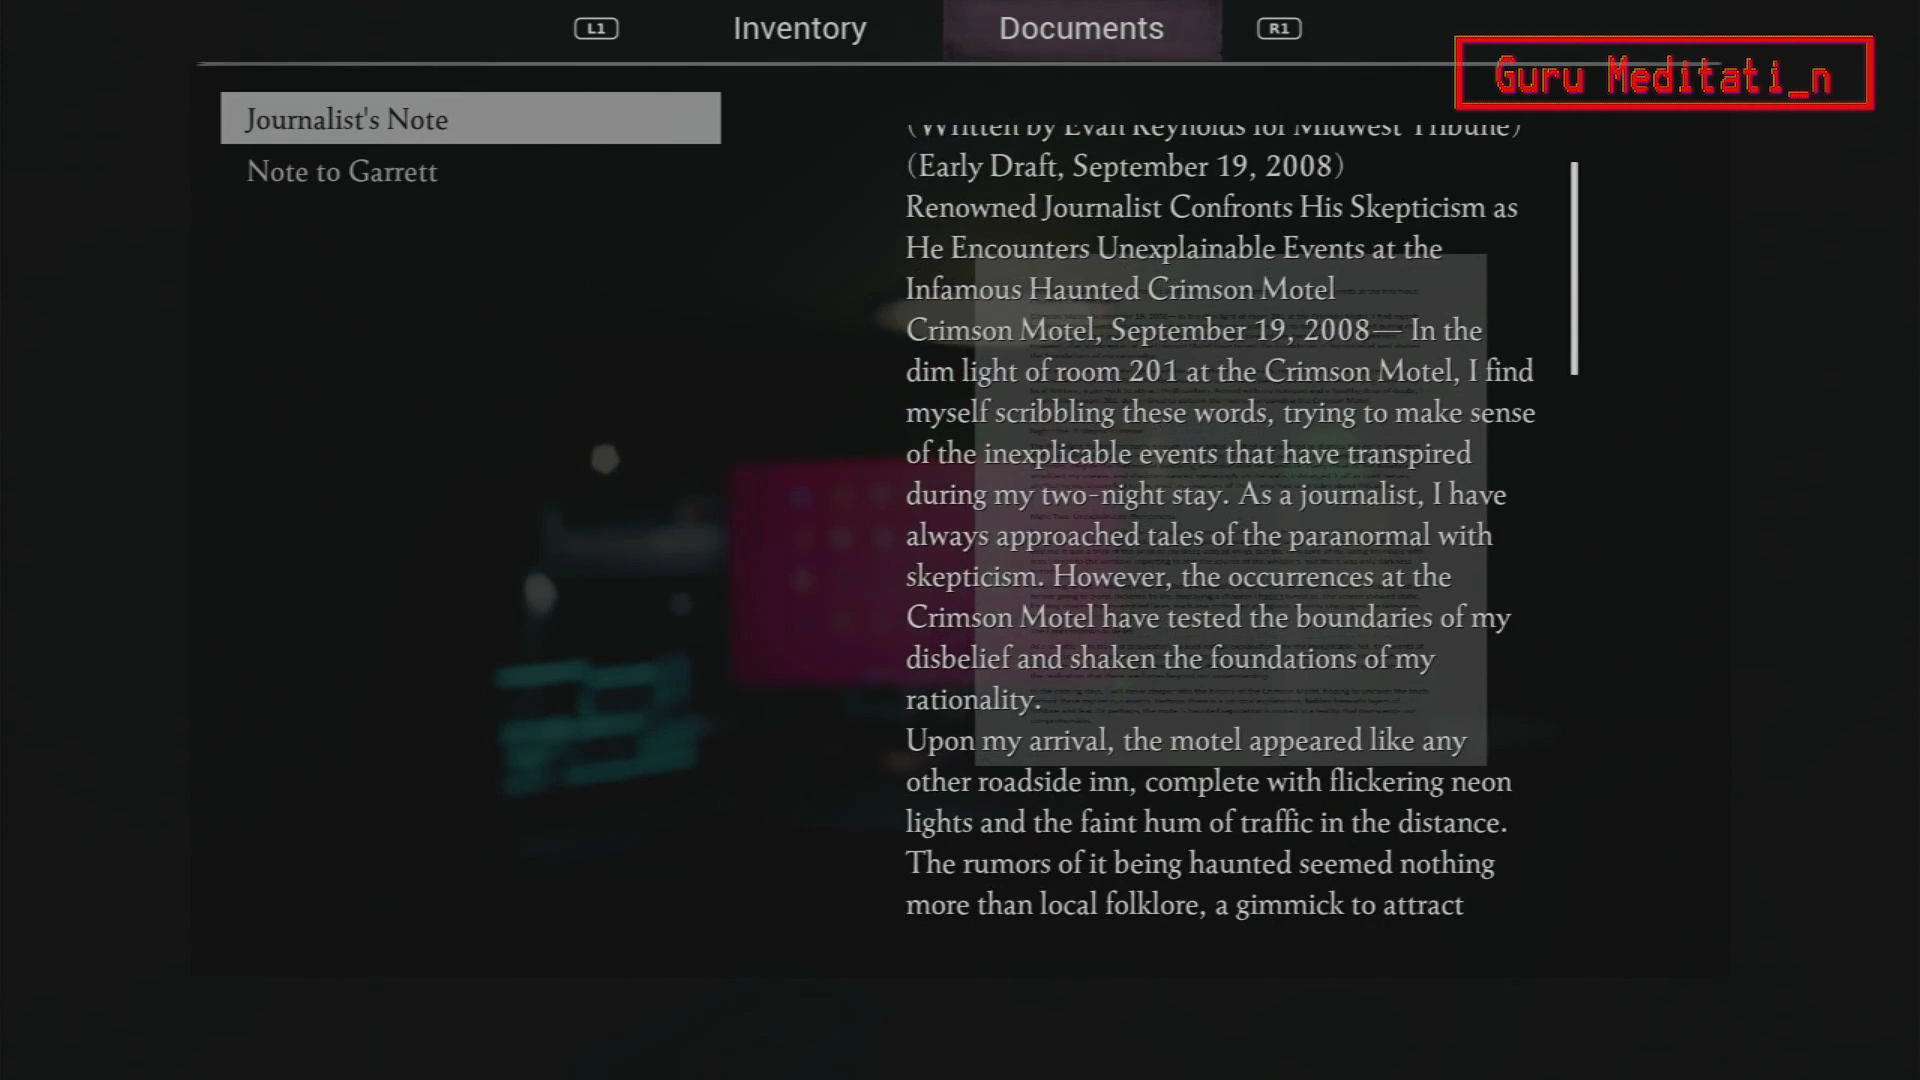 L1 Inventory Documents R1
Guru Meditati_n
Journalist's Note
Note to Garrett
(Written by Evan Reynolds for Midwest Tribune)
(Early Draft, September 19, 2008)
Renowned Journalist Confronts His Skepticism as
He Encounters Unexplainable Events at the
Infamous Haunted Crimson Motel
Crimson Motel, September 19, 2008— In the
dim light of room 201 at the Crimson Motel, I find
myself scribbling these words, trying to make sense
of the inexplicable events that have transpired
during my two-night stay. As a journalist, I have
always approached tales of the paranormal with
skepticism. However, the occurrences at the
Crimson Motel have tested the boundaries of my
disbelief and shaken the foundations of my
rationality.
Upon my arrival, the motel appeared like any
other roadside inn, complete with flickering neon
lights and the faint hum of traffic in the distance.
The rumors of it being haunted seemed nothing
more than local folklore, a gimmick to attract